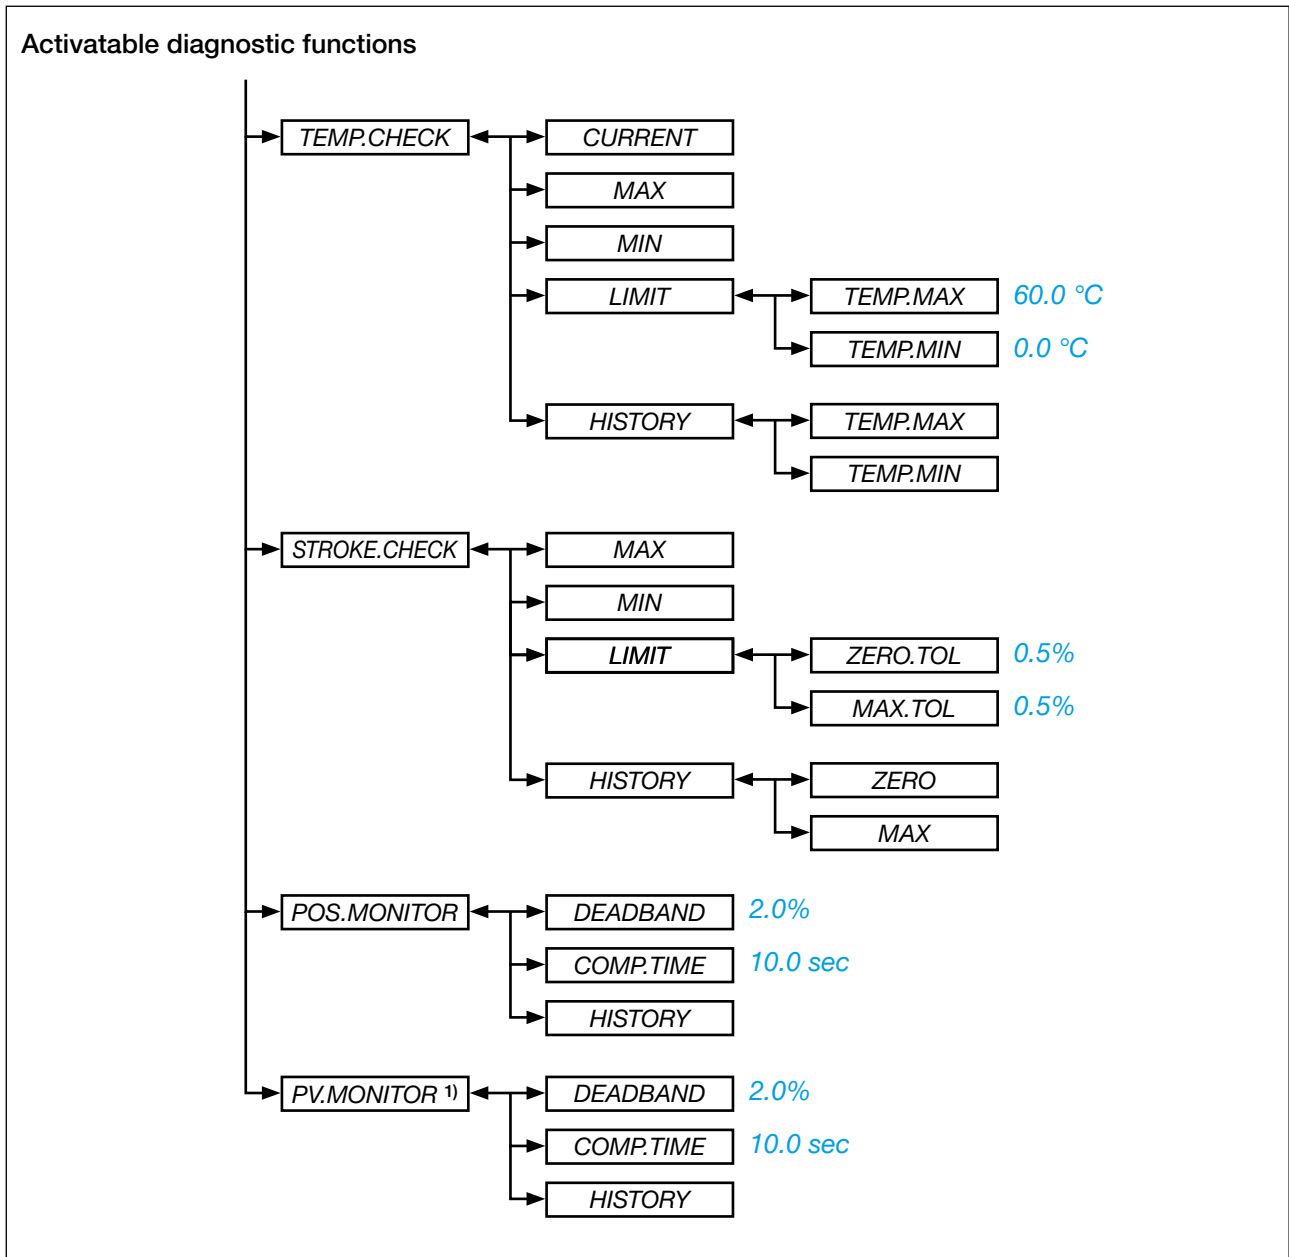 Activatable diagnostic functions
TEMP.CHECK CURRENT
MAX
MIN
LIMIT TEMP.MAX 60.0 °C
TEMP.MIN 0.0 °C
HISTORY TEMP.MAX
TEMP.MIN
STROKE.CHECK MAX
MIN
LIMIT ZERO.TOL 0.5%
MAX.TOL 0.5%
HISTORY ZERO
MAX
POS.MONITOR DEADBAND 2.0%
COMP.TIME 10.0 sec
HISTORY
PV.MONITOR 1) DEADBAND 2.0%
COMP.TIME 10.0 sec
HISTORY